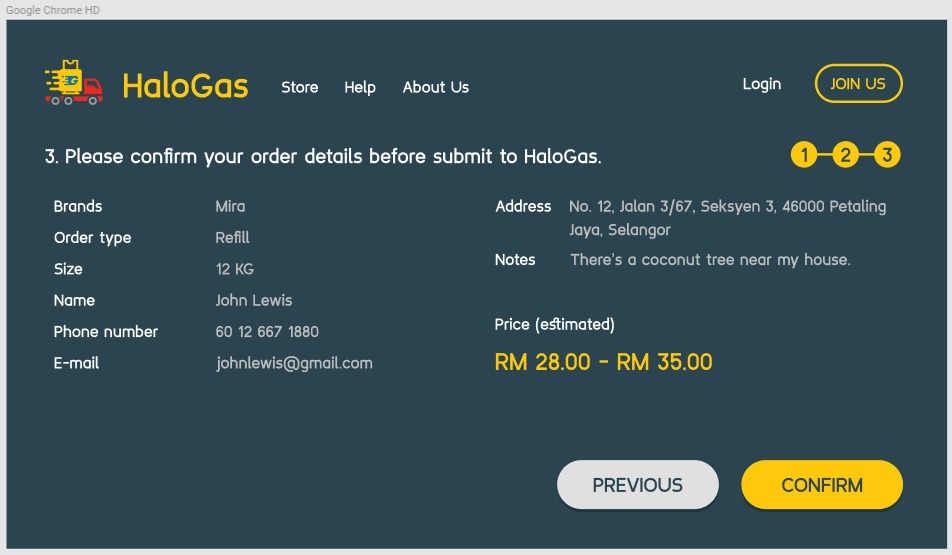 Google Chrome HD
HaloGas
Store
Help
About Us
Login
JOIN US
3. Please confirm your order details before submit to HaloGas.
1
2
3
Brands
Mira
Order type
Refill
Size
12 KG
Name
John Lewis
Phone number
60 12 667 1880
E-mail
johnlewis@gmail.com
Address
No. 12, Jalan 3/67, Seksyen 3, 46000 Petaling
Jaya, Selangor
Notes
There's a coconut tree near my house.
Price (estimated)
RM 28.00 - RM 35.00
PREVIOUS
CONFIRM